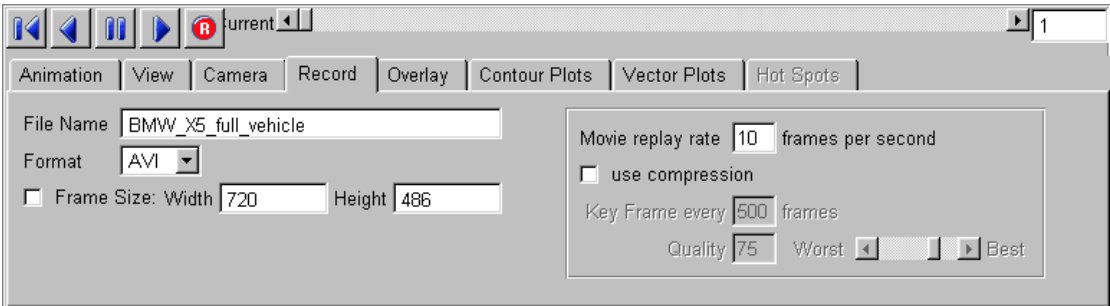 R urrent 1
Animation View Camera Record Overlay Contour Plots Vector Plots Hot Spots
File Name BMW_X5_full_vehicle
Format AVI
Frame Size: Width 720 Height 486
Movie replay rate 10 frames per second
use compression
Key Frame every 500 frames
Quality 75 Worst Best